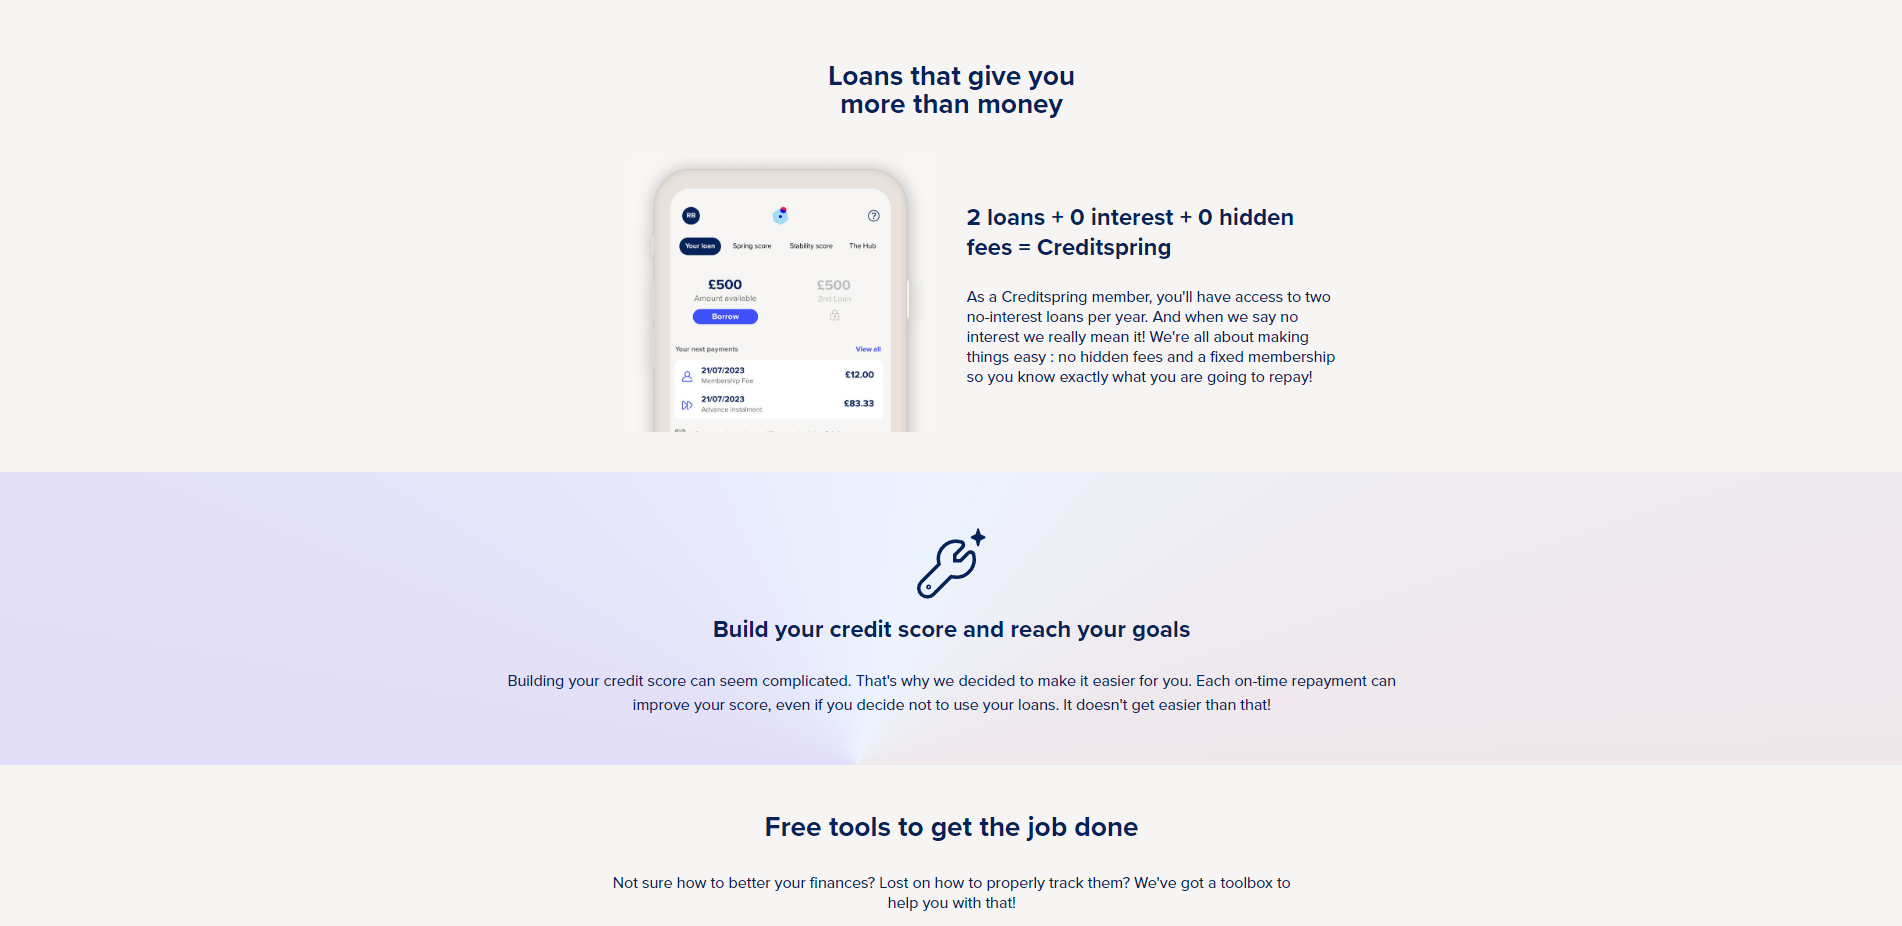 Loans that give you
more than money
RB
Your loan Spring score Stability score The Hub
£500 £500
Amount available 2nd Loan
Borrow
Your next payments View all
21/07/2023
Membership Fee £12.00
21/07/2023
Advance instalment £83.33
2 loans + 0 interest + 0 hidden
fees = Creditspring
As a Creditspring member, you'll have access to two
no-interest loans per year. And when we say no
interest we really mean it! We're all about making
things easy : no hidden fees and a fixed membership
so you know exactly what you are going to repay!
Build your credit score and reach your goals
Building your credit score can seem complicated. That's why we decided to make it easier for you. Each on-time repayment can
improve your score, even if you decide not to use your loans. It doesn't get easier than that!
Free tools to get the job done
Not sure how to better your finances? Lost on how to properly track them? We've got a toolbox to
help you with that!